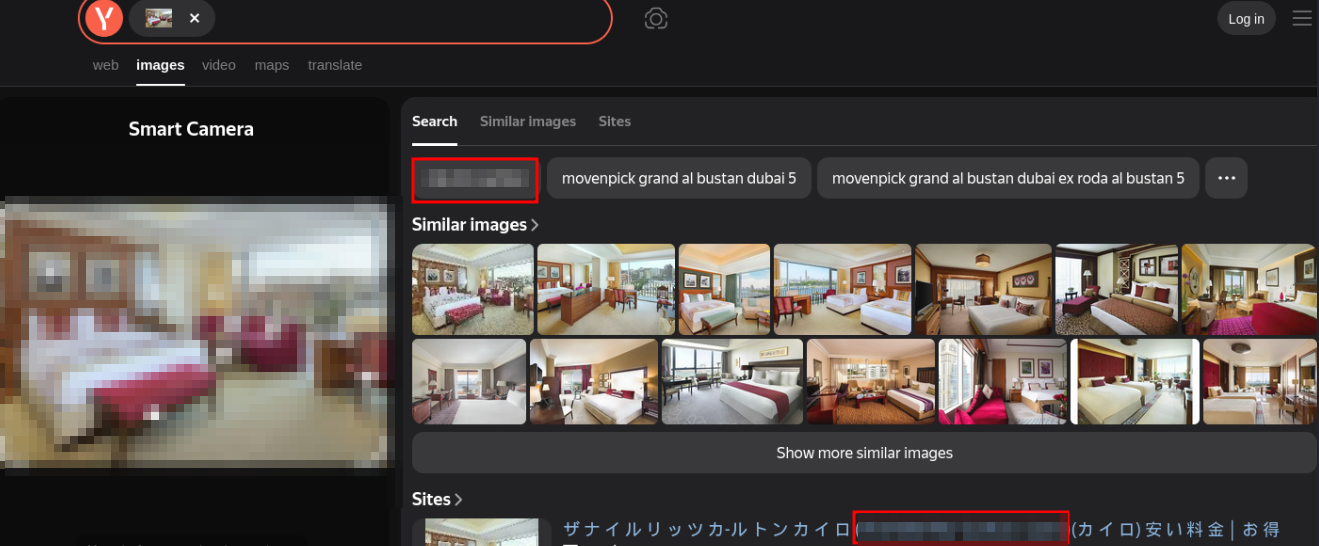 Y
Log in
web images video maps translate
Smart Camera
Search Similar images Sites
movenpick grand al bustan dubai 5 movenpick grand al bustan dubai ex roda al bustan 5
Similar images
Show more similar images
Sites
ザナイルリッツカ-ルトンカイロ( (カイロ)安い料金 | お得